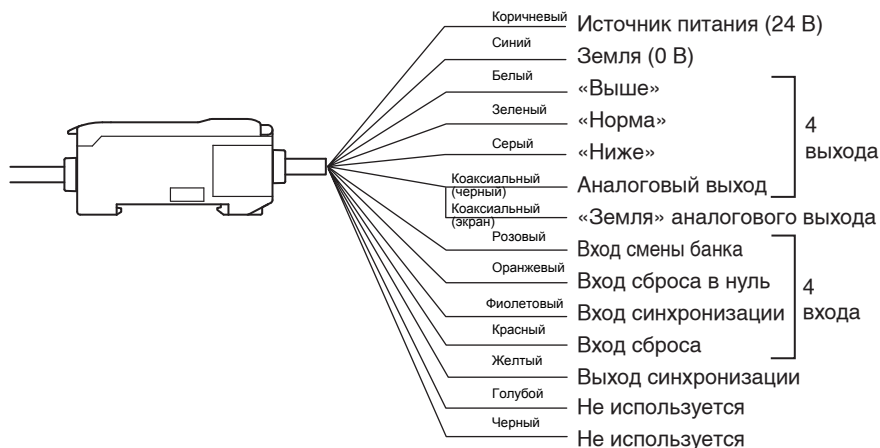 Коричневый Источник питания (24 В)
Синий Земля (0 В)
Белый «Выше»
Зеленый «Норма»
Серый «Ниже»
4
выхода
Коаксиальный
(черный) Аналоговый выход
Коаксиальный
(экран) «Земля» аналогового выхода
Розовый Вход смены банка
Оранжевый Вход сброса в нуль
4
входа
Фиолетовый Вход синхронизации
Красный Вход сброса
Желтый Выход синхронизации
Голубой Не используется
Черный Не используется